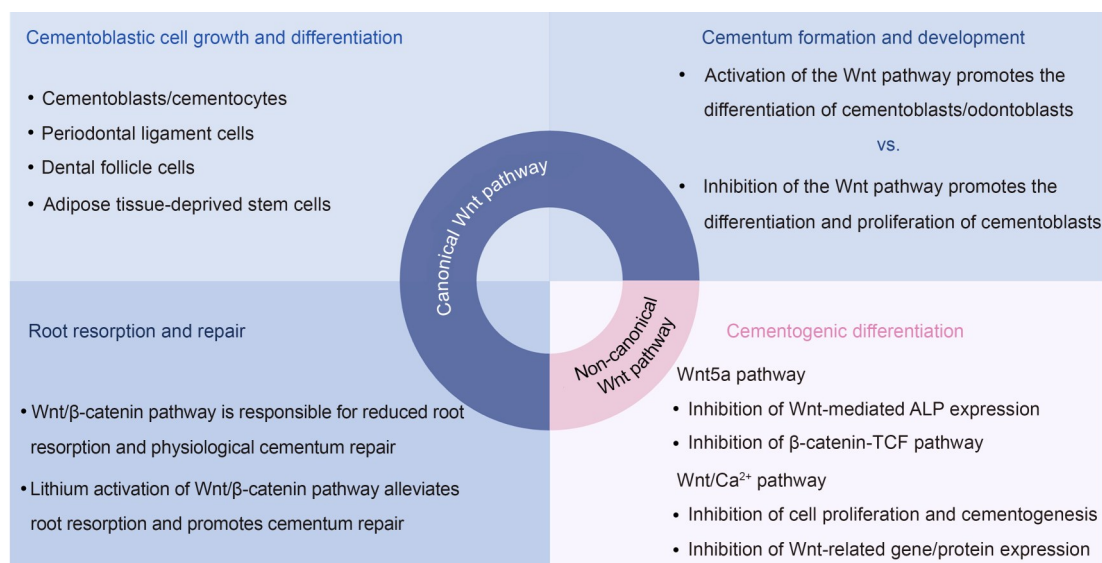 Cementoblastic cell growth and differentiation
• Cementoblasts/cementocytes
• Periodontal ligament cells
• Dental follicle cells
• Adipose tissue-deprived stem cells
Cementum formation and development
• Activation of the Wnt pathway promotes the
differentiation of cementoblasts/odontoblasts
vs.
• Inhibition of the Wnt pathway promotes the
differentiation and proliferation of cementoblasts
Canonical Wnt pathway
Non-canonical
Wnt pathway
Root resorption and repair
• Wnt/β-catenin pathway is responsible for reduced root
resorption and physiological cementum repair
• Lithium activation of Wnt/β-catenin pathway alleviates
root resorption and promotes cementum repair
Cementogenic differentiation
Wnt5a pathway
• Inhibition of Wnt-mediated ALP expression
• Inhibition of β-catenin-TCF pathway
Wnt/Ca²⁺ pathway
• Inhibition of cell proliferation and cementogenesis
• Inhibition of Wnt-related gene/protein expression